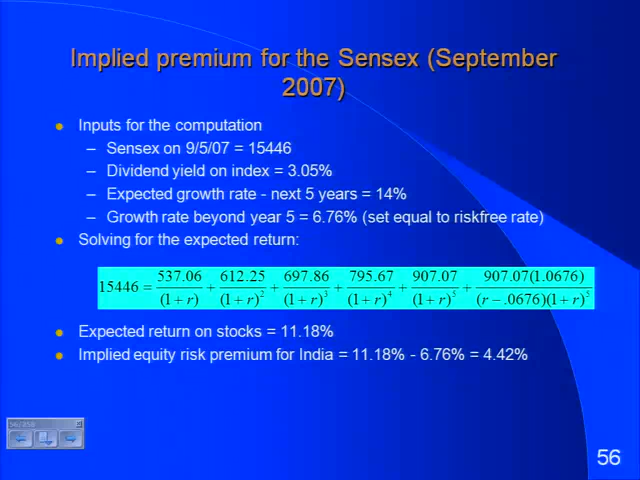 Implied premium for the Sensex (September
2007)
Inputs for the computation
– Sensex on 9/5/07 = 15446
– Dividend yield on index = 3.05%
– Expected growth rate - next 5 years = 14%
– Growth rate beyond year 5 = 6.76% (set equal to riskfree rate)
Solving for the expected return:
15446 = 537.06/(1 + r) + 612.25/(1 + r)^2 + 697.86/(1 + r)^3 + 795.67/(1 + r)^4 + 907.07/(1 + r)^5 + 907.07(1.0676)/((r − .0676)(1 + r)^5)
Expected return on stocks = 11.18%
Implied equity risk premium for India = 11.18% - 6.76% = 4.42%
56